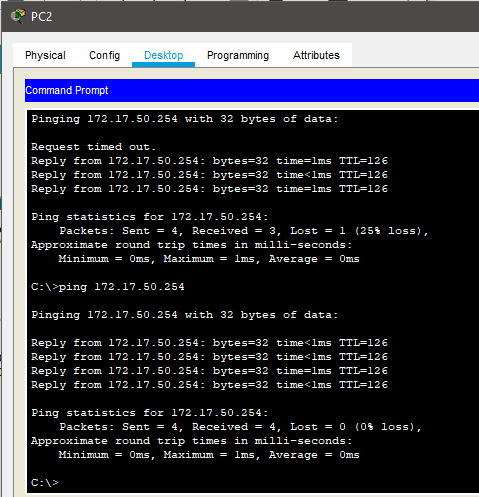 PC2
Physical Config Desktop Programming Attributes
Command Prompt
Pinging 172.17.50.254 with 32 bytes of data:
Request timed out.
Reply from 172.17.50.254: bytes=32 time=1ms TTL=126
Reply from 172.17.50.254: bytes=32 time<1ms TTL=126
Reply from 172.17.50.254: bytes=32 time=1ms TTL=126
Ping statistics for 172.17.50.254:
Packets: Sent = 4, Received = 3, Lost = 1 (25% loss),
Approximate round trip times in milli-seconds:
Minimum = 0ms, Maximum = 1ms, Average = 0ms
C:\>ping 172.17.50.254
Pinging 172.17.50.254 with 32 bytes of data:
Reply from 172.17.50.254: bytes=32 time<1ms TTL=126
Reply from 172.17.50.254: bytes=32 time<1ms TTL=126
Reply from 172.17.50.254: bytes=32 time<1ms TTL=126
Reply from 172.17.50.254: bytes=32 time<1ms TTL=126
Ping statistics for 172.17.50.254:
Packets: Sent = 4, Received = 4, Lost = 0 (0% loss),
Approximate round trip times in milli-seconds:
Minimum = 0ms, Maximum = 1ms, Average = 0ms
C:\>